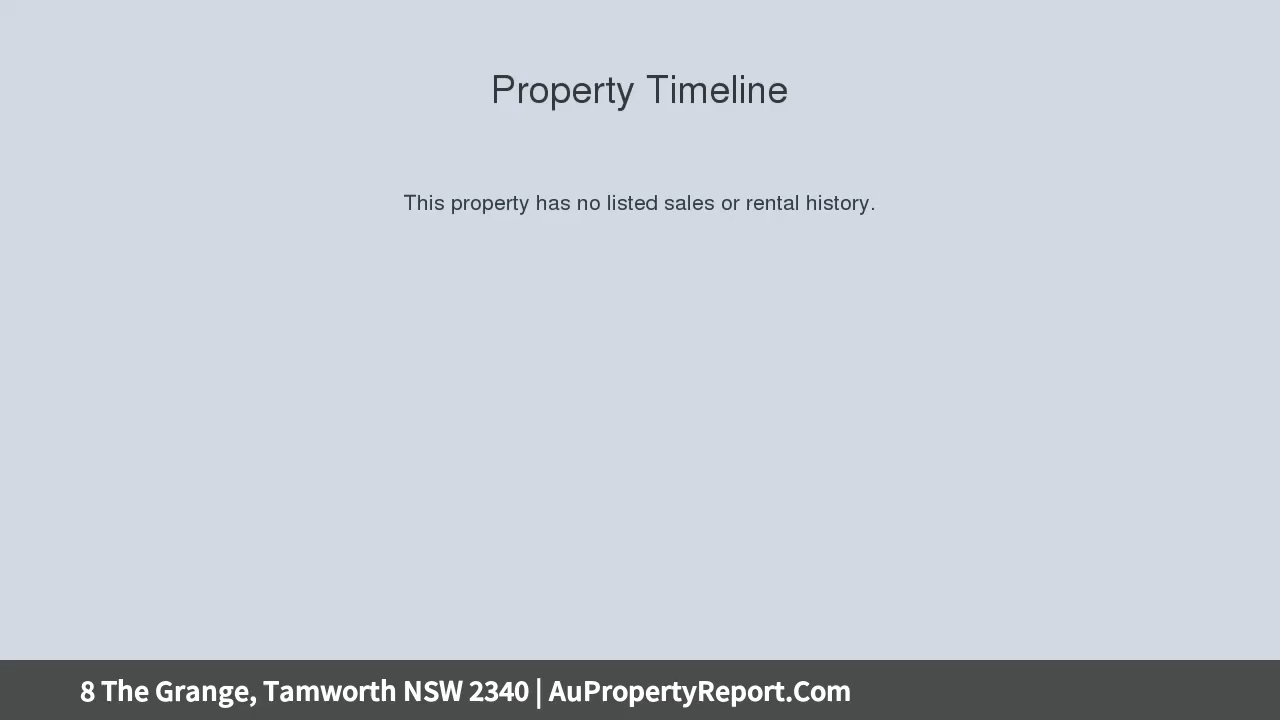 Property Timeline
This property has no listed sales or rental history.
8 The Grange, Tamworth NSW 2340 | AuPropertyReport.Com